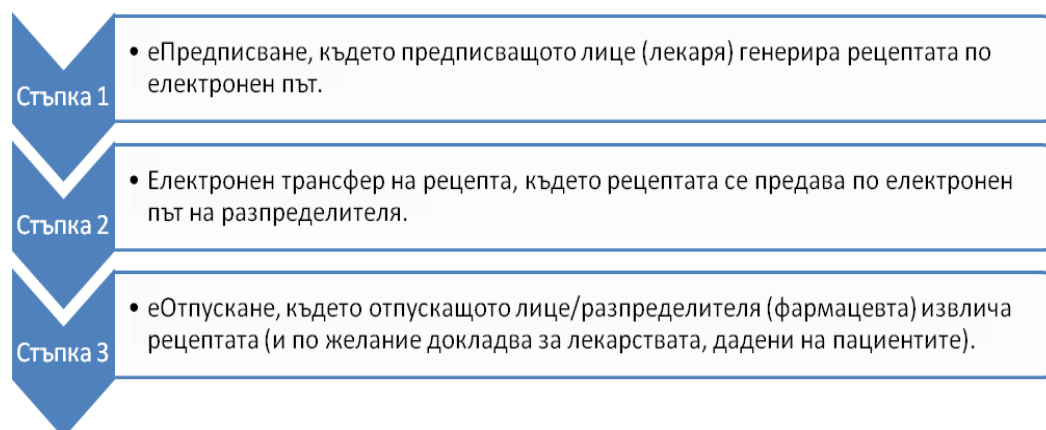 Стъпка 1
• еПредписване, където предписващото лице (лекаря) генерира рецептата по
електронен път.
Стъпка 2
• Електронен трансфер на рецепта, където рецептата се предава по електронен
път на разпределителя.
Стъпка 3
• еОтпускане, където отпускащото лице/разпределителя (фармацевта) извлича
рецептата (и по желание докладва за лекарствата, дадени на пациентите).